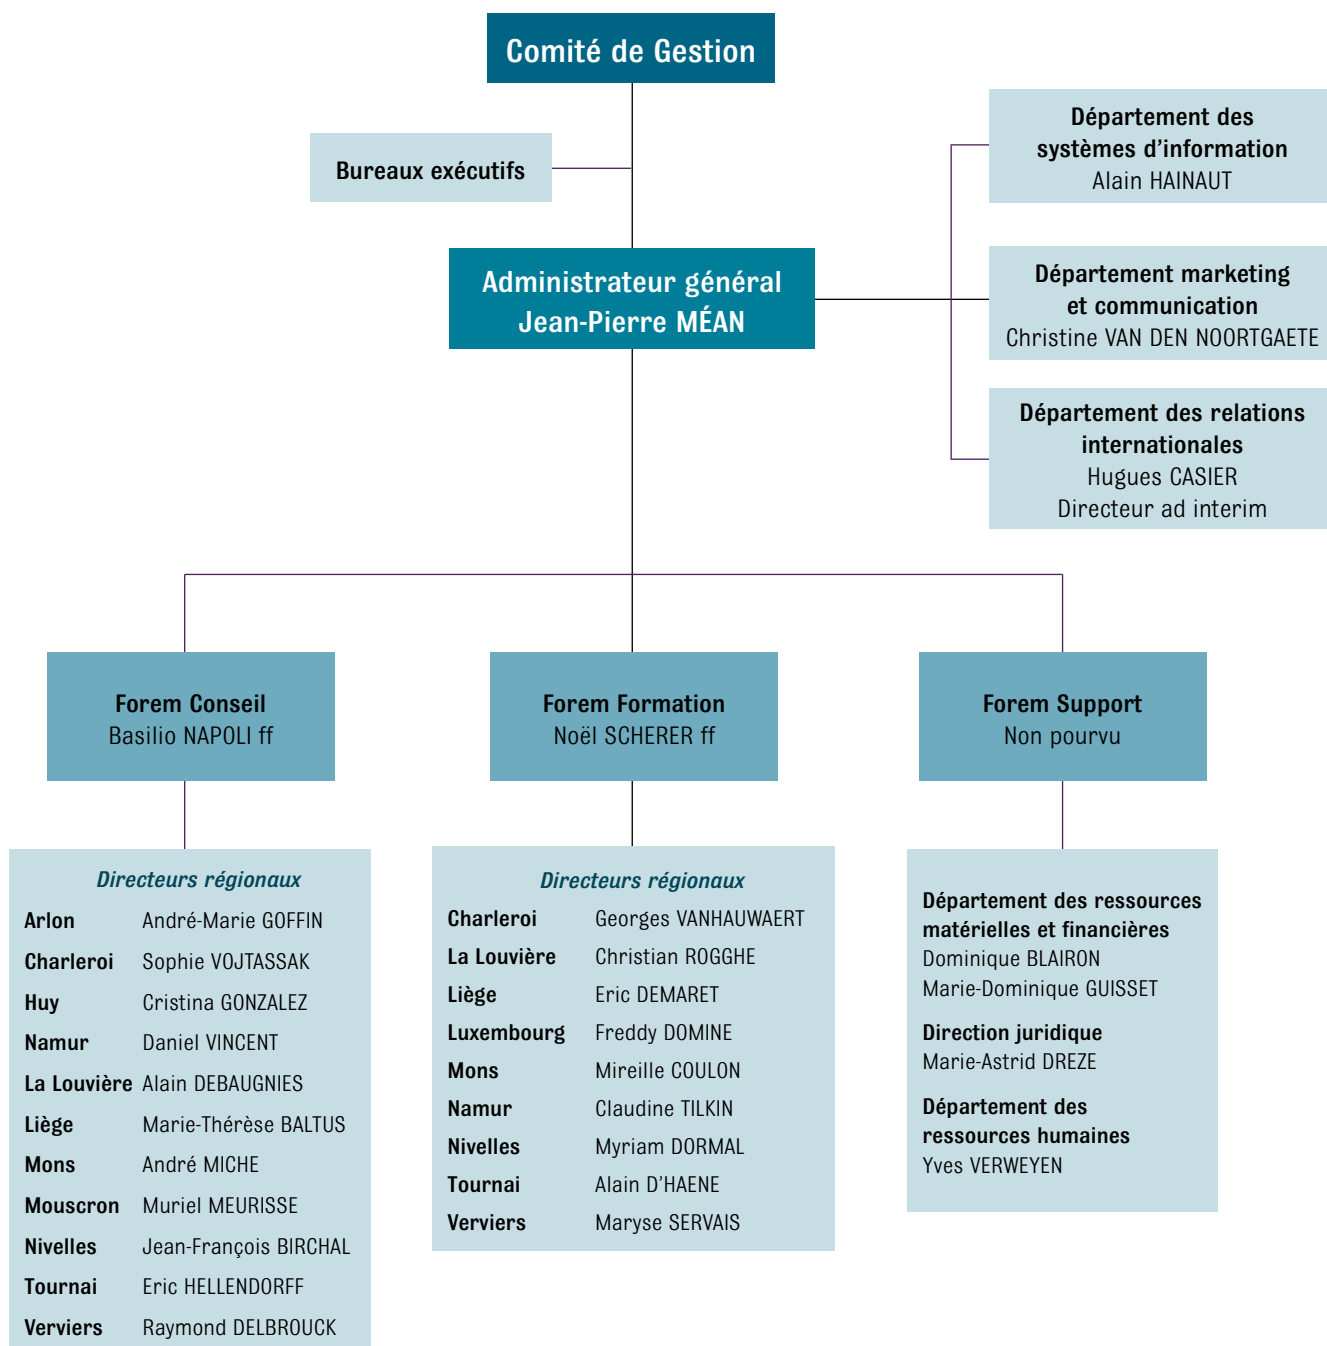 Comité de Gestion
Bureaux exécutifs
Département des
systèmes d'information
Alain HAINAUT
Administrateur général
Jean-Pierre MÉAN
Département marketing
et communication
Christine VAN DEN NOORTGAETE
Département des relations
internationales
Hugues CASIER
Directeur ad interim
Forem Conseil
Basilio NAPOLI ff
Forem Formation
Noël SCHERER ff
Forem Support
Non pourvu
Directeurs régionaux
Arlon André-Marie GOFFIN
Charleroi Sophie VOJTASSAK
Huy Cristina GONZALEZ
Namur Daniel VINCENT
La Louvière Alain DEBAUGNIES
Liège Marie-Thérèse BALTUS
Mons André MICHE
Mouscron Muriel MEURISSE
Nivelles Jean-François BIRCHAL
Tournai Eric HELLENDORFF
Verviers Raymond DELBROUCK
Directeurs régionaux
Charleroi Georges VANHAUWAERT
La Louvière Christian ROGGHE
Liège Eric DEMARET
Luxembourg Freddy DOMINE
Mons Mireille COULON
Namur Claudine TILKIN
Nivelles Myriam DORMAL
Tournai Alain D'HAENE
Verviers Maryse SERVAIS
Département des ressources
matérielles et financières
Dominique BLAIRON
Marie-Dominique GUISSET
Direction juridique
Marie-Astrid DREZE
Département des
ressources humaines
Yves VERWEYEN